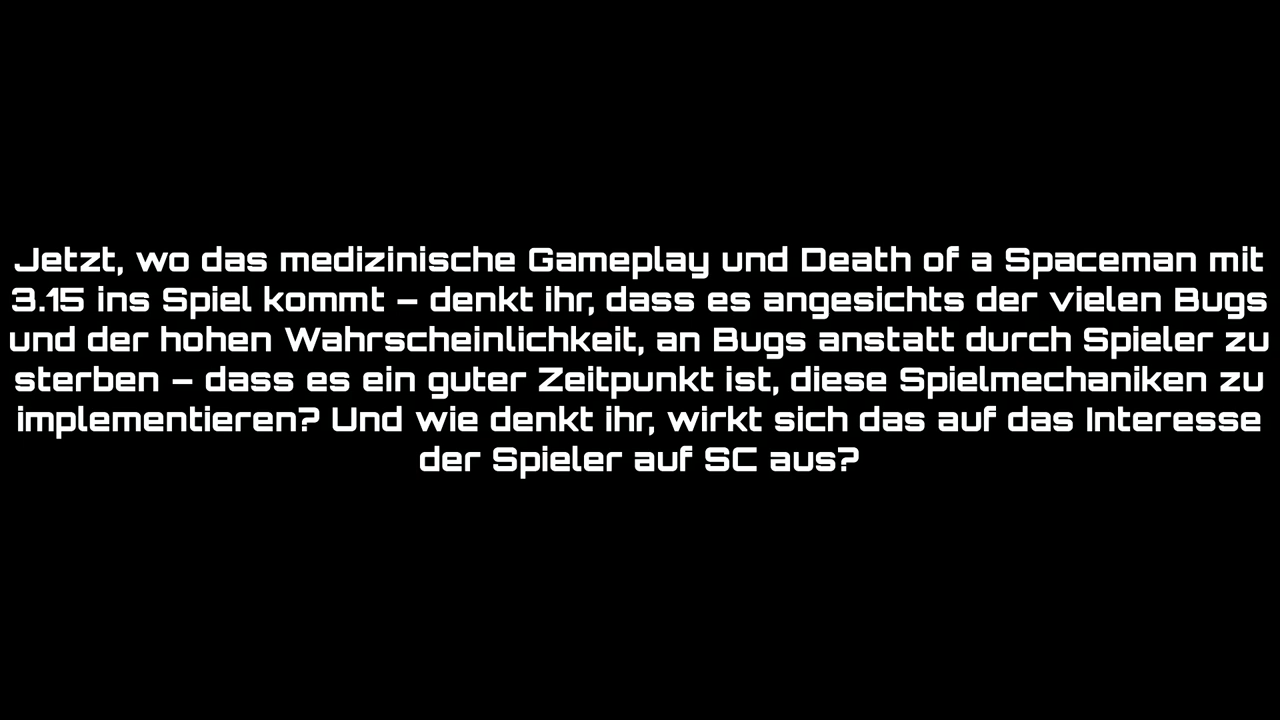 Jetzt, wo das medizinische Gameplay und Death of a Spaceman mit
3.15 ins Spiel kommt – denkt ihr, dass es angesichts der vielen Bugs
und der hohen Wahrscheinlichkeit, an Bugs anstatt durch Spieler zu
sterben – dass es ein guter Zeitpunkt ist, diese Spielmechaniken zu
implementieren? Und wie denkt ihr, wirkt sich das auf das Interesse
der Spieler auf SC aus?